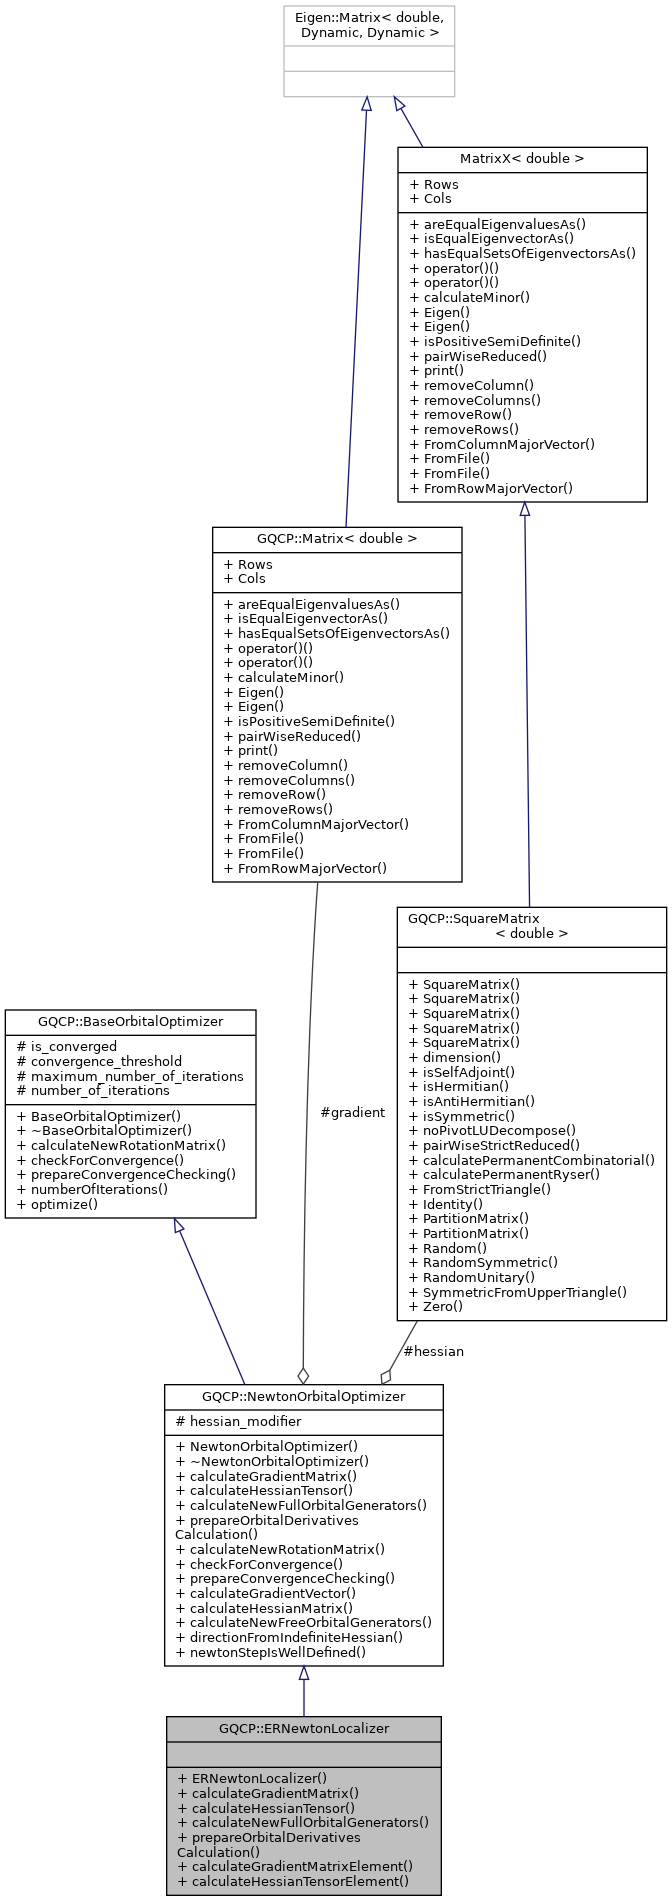 Eigen::Matrix< double,
Dynamic, Dynamic >
MatrixX< double >
+ Rows
+ Cols
+ areEqualEigenvaluesAs()
+ isEqualEigenvectorAs()
+ hasEqualSetsOfEigenvectorsAs()
+ operator()()
+ operator()()
+ calculateMinor()
+ Eigen()
+ Eigen()
+ isPositiveSemiDefinite()
+ pairWiseReduced()
+ print()
+ removeColumn()
+ removeColumns()
+ removeRow()
+ removeRows()
+ FromColumnMajorVector()
+ FromFile()
+ FromFile()
+ FromRowMajorVector()
GQCP::Matrix< double >
+ Rows
+ Cols
+ areEqualEigenvaluesAs()
+ isEqualEigenvectorAs()
+ hasEqualSetsOfEigenvectorsAs()
+ operator()()
+ operator()()
+ calculateMinor()
+ Eigen()
+ Eigen()
+ isPositiveSemiDefinite()
+ pairWiseReduced()
+ print()
+ removeColumn()
+ removeColumns()
+ removeRow()
+ removeRows()
+ FromColumnMajorVector()
+ FromFile()
+ FromFile()
+ FromRowMajorVector()
GQCP::SquareMatrix
< double >
+ SquareMatrix()
+ SquareMatrix()
+ SquareMatrix()
+ SquareMatrix()
+ SquareMatrix()
+ dimension()
+ isSelfAdjoint()
+ isHermitian()
+ isAntiHermitian()
+ isSymmetric()
+ noPivotLUDecompose()
+ pairWiseStrictReduced()
+ calculatePermanentCombinatorial()
+ calculatePermanentRyser()
+ FromStrictTriangle()
+ Identity()
+ PartitionMatrix()
+ PartitionMatrix()
+ Random()
+ RandomSymmetric()
+ RandomUnitary()
+ SymmetricFromUpperTriangle()
+ Zero()
GQCP::BaseOrbitalOptimizer
# is_converged
# convergence_threshold
# maximum_number_of_iterations
# number_of_iterations
+ BaseOrbitalOptimizer()
+ ~BaseOrbitalOptimizer()
+ calculateNewRotationMatrix()
+ checkForConvergence()
+ prepareConvergenceChecking()
+ numberOfIterations()
+ optimize()
#gradient
#hessian
GQCP::NewtonOrbitalOptimizer
# hessian_modifier
+ NewtonOrbitalOptimizer()
+ ~NewtonOrbitalOptimizer()
+ calculateGradientMatrix()
+ calculateHessianTensor()
+ calculateNewFullOrbitalGenerators()
+ prepareOrbitalDerivatives
Calculation()
+ calculateNewRotationMatrix()
+ checkForConvergence()
+ prepareConvergenceChecking()
+ calculateGradientVector()
+ calculateHessianMatrix()
+ calculateNewFreeOrbitalGenerators()
+ directionFromIndefiniteHessian()
+ newtonStepIsWellDefined()
GQCP::ERNewtonLocalizer
+ ERNewtonLocalizer()
+ calculateGradientMatrix()
+ calculateHessianTensor()
+ calculateNewFullOrbitalGenerators()
+ prepareOrbitalDerivatives
Calculation()
+ calculateGradientMatrixElement()
+ calculateHessianTensorElement()